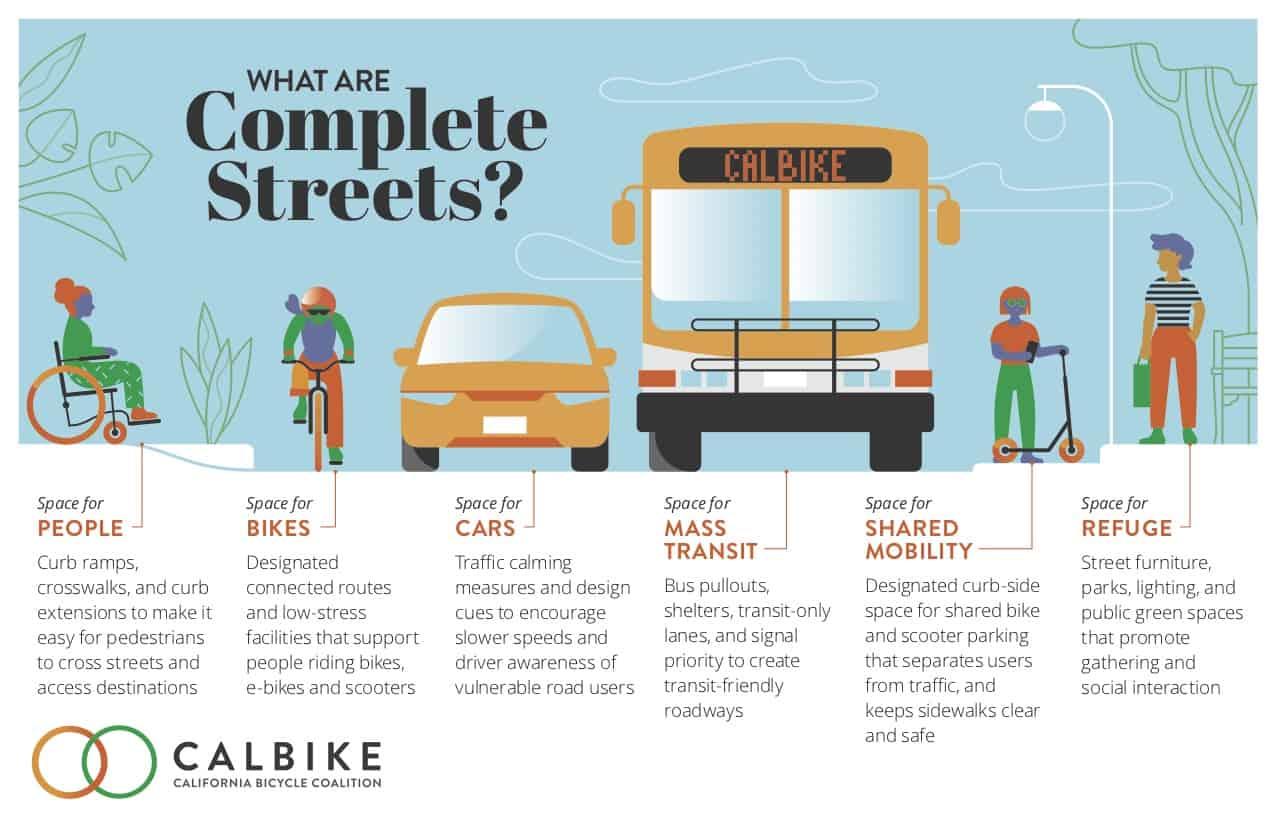 WHAT ARE
Complete
Streets?
CALBIKE
Space for
PEOPLE
Curb ramps,
crosswalks, and curb
extensions to make it
easy for pedestrians
to cross streets and
access destinations
Space for
BIKES
Designated
connected routes
and low-stress
facilities that support
people riding bikes,
e-bikes and scooters
Space for
CARS
Traffic calming
measures and design
cues to encourage
slower speeds and
driver awareness of
vulnerable road users
Space for
MASS
TRANSIT
Bus pullouts,
shelters, transit-only
lanes, and signal
priority to create
transit-friendly
roadways
Space for
SHARED
MOBILITY
Designated curb-side
space for shared bike
and scooter parking
that separates users
from traffic, and
keeps sidewalks clear
and safe
Space for
REFUGE
Street furniture,
parks, lighting, and
public green spaces
that promote
gathering and
social interaction
CALBIKE
CALIFORNIA BICYCLE COALITION